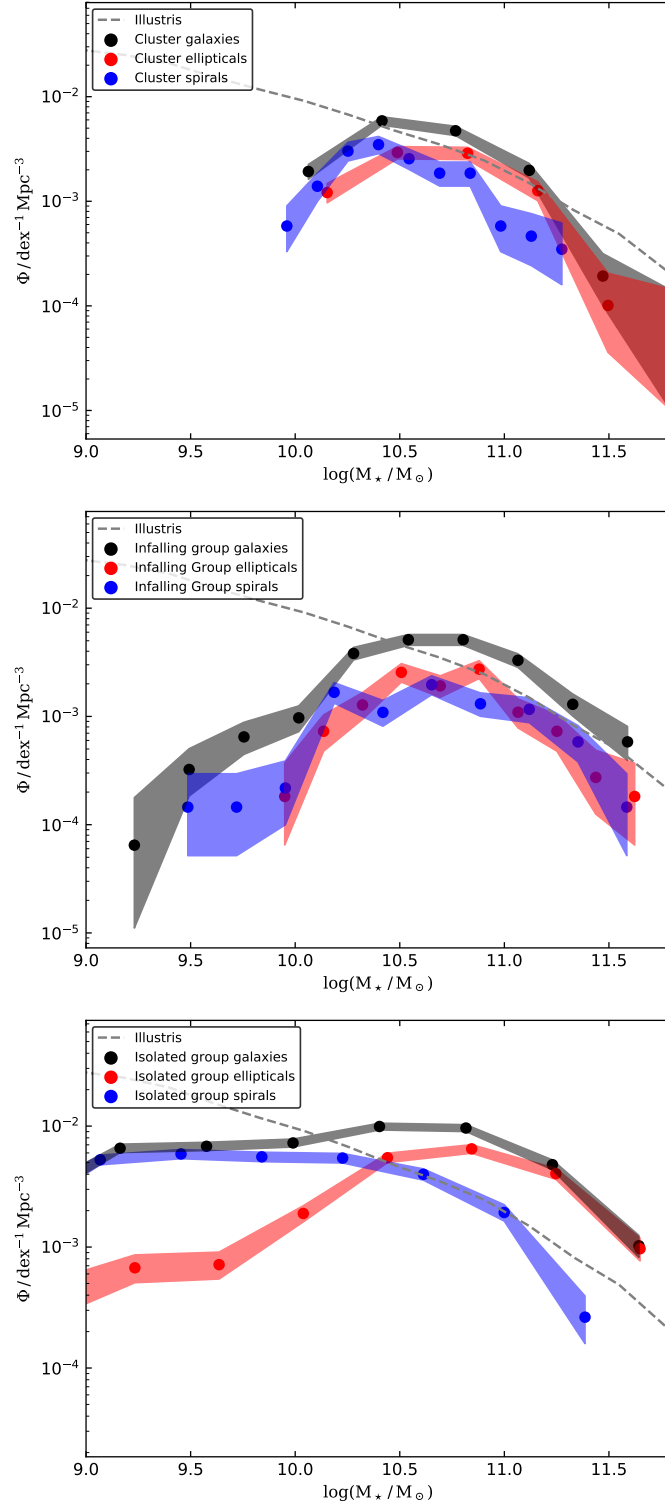 Illustris
Cluster galaxies
Cluster ellipticals
Cluster spirals
10⁻²
10⁻³
10⁻⁴
10⁻⁵
Φ / dex⁻¹ Mpc⁻³
9.0 9.5 10.0 10.5 11.0 11.5
log(M⋆ / M⊙)
Illustris
Infalling group galaxies
Infalling Group ellipticals
Infalling Group spirals
10⁻²
10⁻³
10⁻⁴
10⁻⁵
Φ / dex⁻¹ Mpc⁻³
9.0 9.5 10.0 10.5 11.0 11.5
log(M⋆ / M⊙)
Illustris
Isolated group galaxies
Isolated group ellipticals
Isolated group spirals
10⁻²
10⁻³
10⁻⁴
Φ / dex⁻¹ Mpc⁻³
9.0 9.5 10.0 10.5 11.0 11.5
log(M⋆ / M⊙)